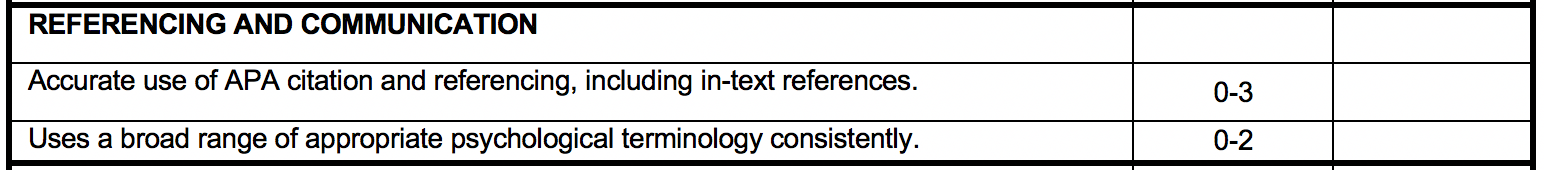 REFERENCING AND COMMUNICATION
Accurate use of APA citation and referencing, including in-text references.
0-3
Uses a broad range of appropriate psychological terminology consistently.
0-2